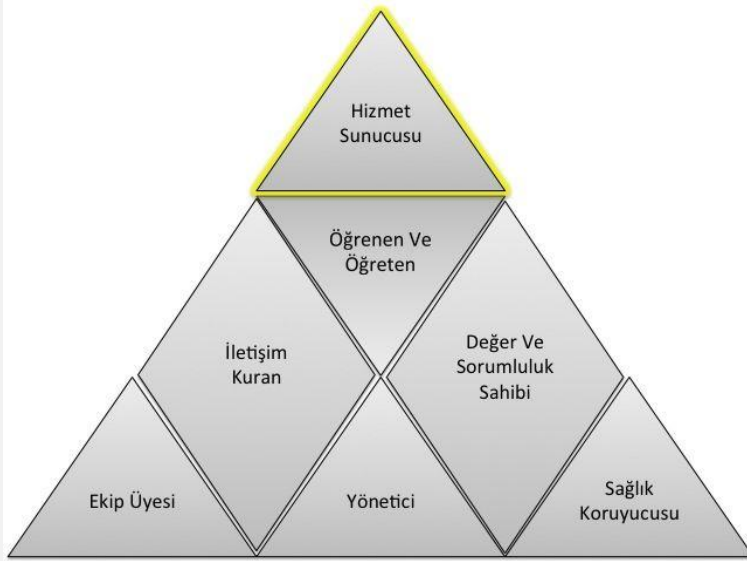 Hizmet
Sunucusu
Öğrenen Ve
Öğreten
İletişim
Kuran
Değer Ve
Sorumluluk
Sahibi
Ekip Üyesi
Yönetici
Sağlık
Koruyucusu